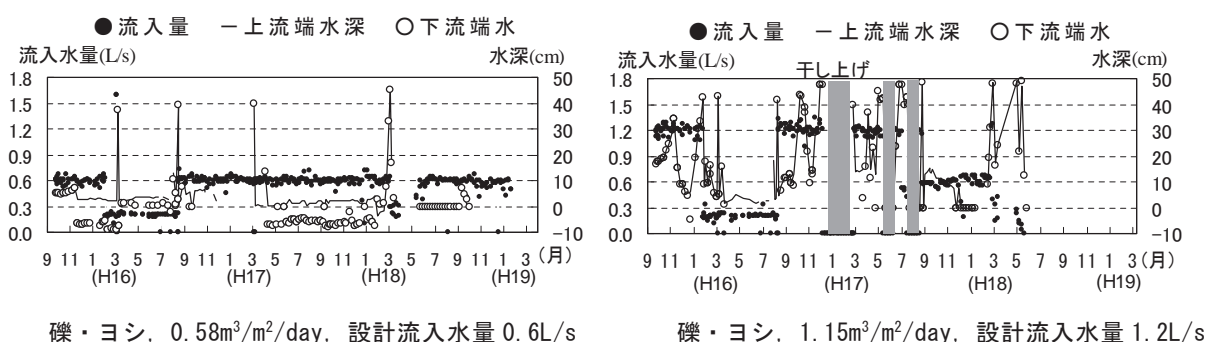 ●流入量 －上流端水深 ○下流端水
流入水量(L/s) 水深(cm)
1.8 50
1.5 40
1.2 30
0.9 20
0.6 10
0.3 0
0.0 −10
9 11 1 3 5 7 9 11 1 3 5 7 9 11 1 3 5 7 9 11 1 3 (月)
(H16) (H17) (H18) (H19)
礫・ヨシ, 0.58m³/m²/day, 設計流入水量 0.6L/s
●流入量 －上流端水深 ○下流端水
流入水量(L/s) 干し上げ 水深(cm)
1.8 50
1.5 40
1.2 30
0.9 20
0.6 10
0.3 0
0.0 −10
9 11 1 3 5 7 9 11 1 3 5 7 9 11 1 3 5 7 9 11 1 3 (月)
(H16) (H17) (H18) (H19)
礫・ヨシ, 1.15m³/m²/day, 設計流入水量 1.2L/s